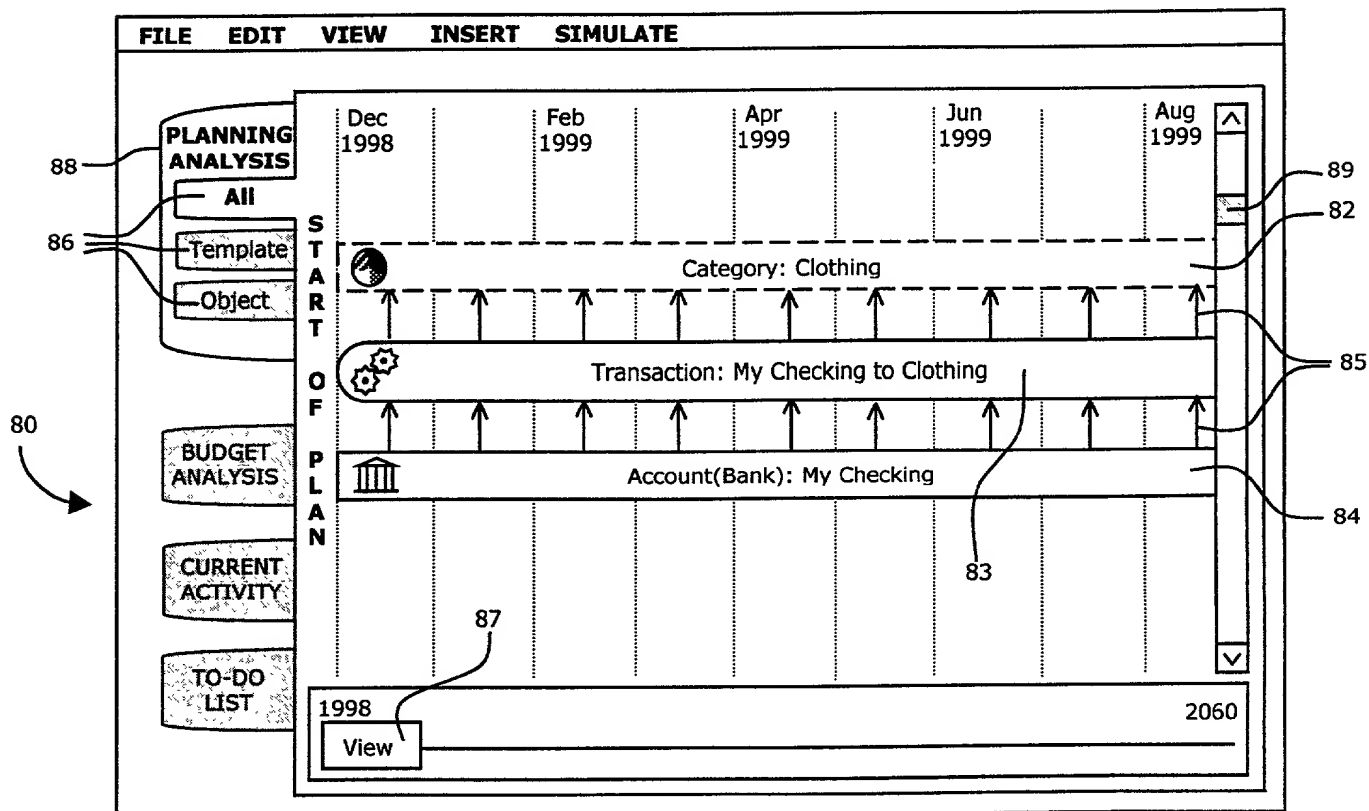 FILE EDIT VIEW INSERT SIMULATE
PLANNING
ANALYSIS
All
Template
Object
BUDGET
ANALYSIS
CURRENT
ACTIVITY
TO-DO
LIST
START OF PLAN
Dec
1998
Feb
1999
Apr
1999
Jun
1999
Aug
1999
Category: Clothing
Transaction: My Checking to Clothing
Account(Bank): My Checking
1998
2060
View
88
86
80
89
82
85
84
83
87